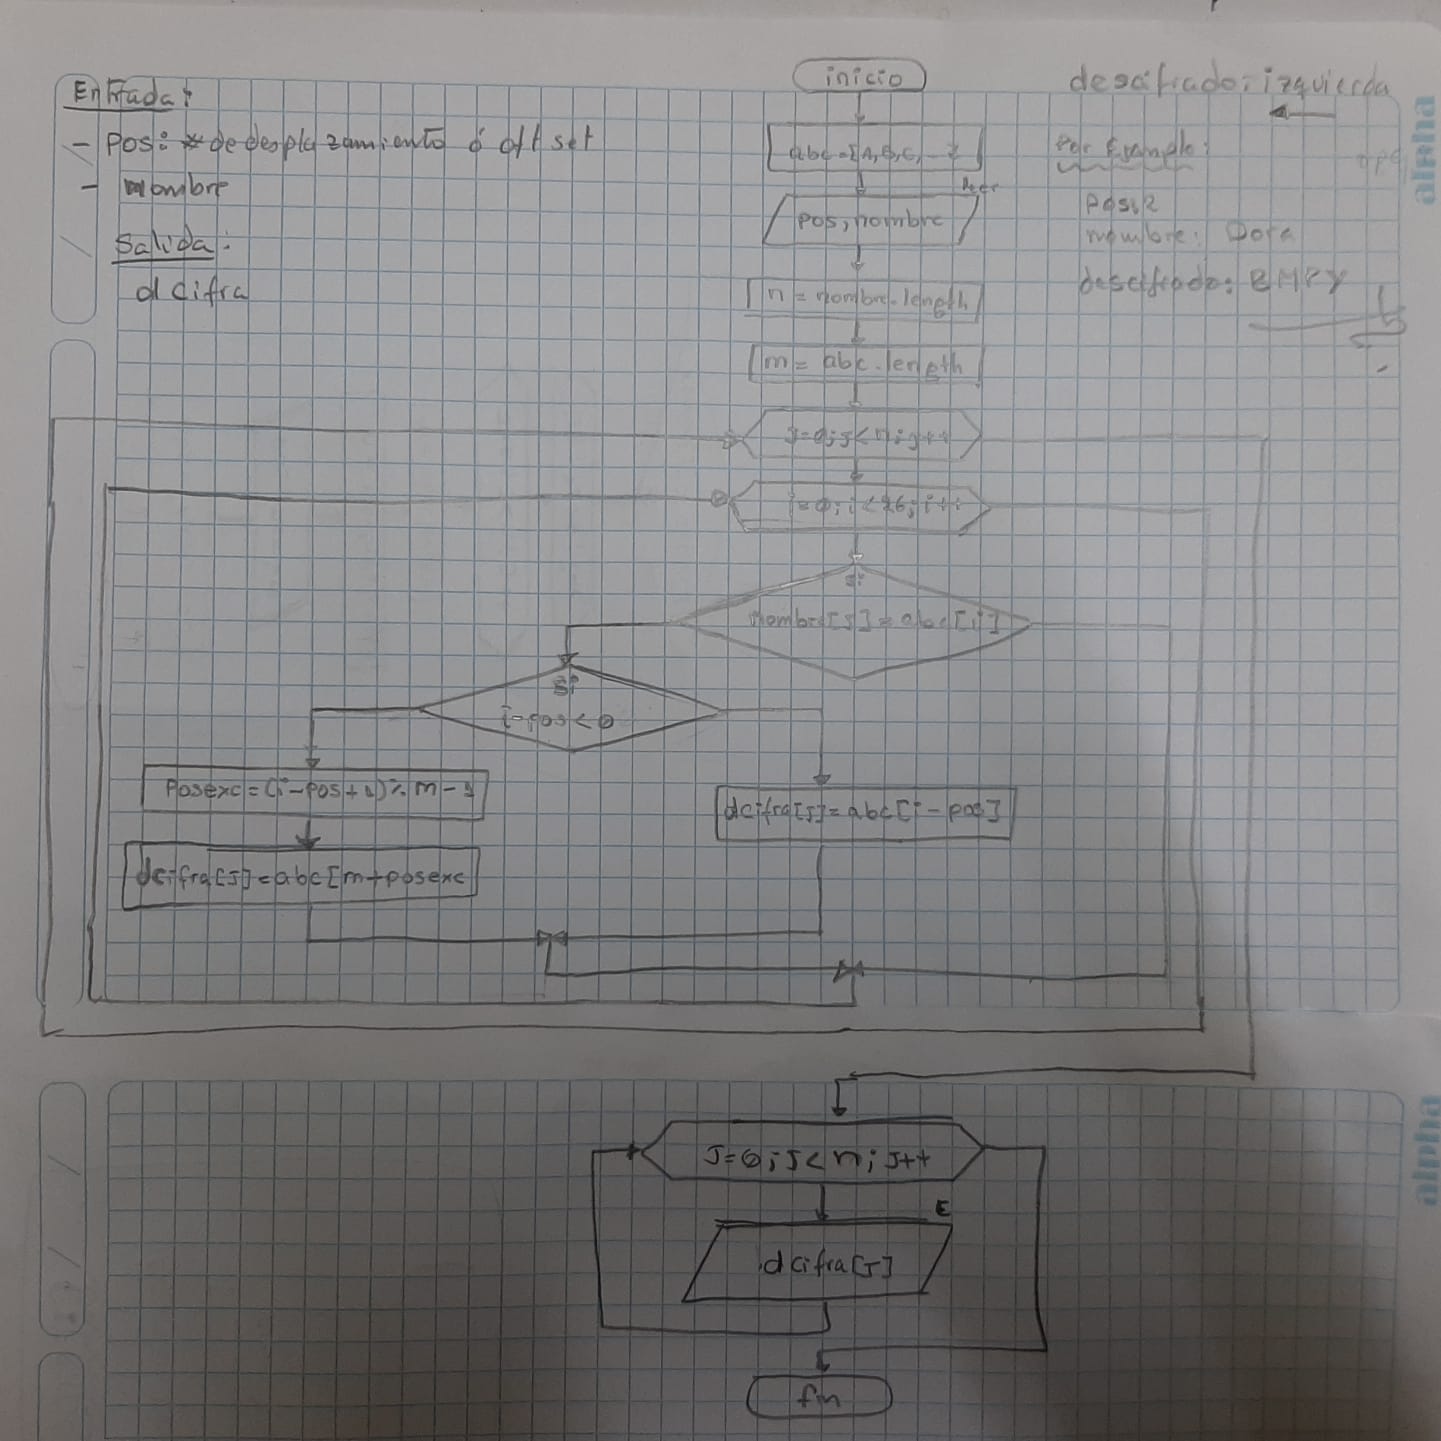 Entrada:
- pos: # de desplazamiento ó offset
- nombre
Salida:
dcifra
inicio
abc=[A,B,C,...Z]
Leer
pos, nombre
n = nombre.length
m = abc.length
J=0; J<n; J++
i=0; i<26; i++
si
nombre[J]=abc[i]
si
i-pos<0
Posexc=(i-pos+1)%m-1
dcifra[J]=abc[m+posexc
dcifra[J]=abc[i-pos]
J=0; J<n; J++
E
dcifra[J]
fin
descifrado: izquierda
Por Ejemplo:
pos: 2
nombre: Dora
descifrado: BMPY
alpha
alpha